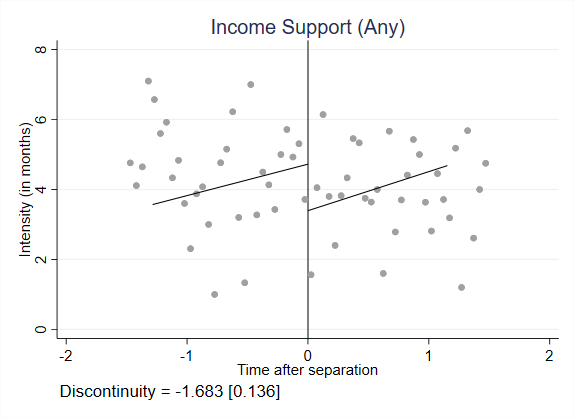 Income Support (Any)
Intensity (in months)
8
6
4
2
0
-2 -1 0 1 2
Time after separation
Discontinuity = -1.683 [0.136]